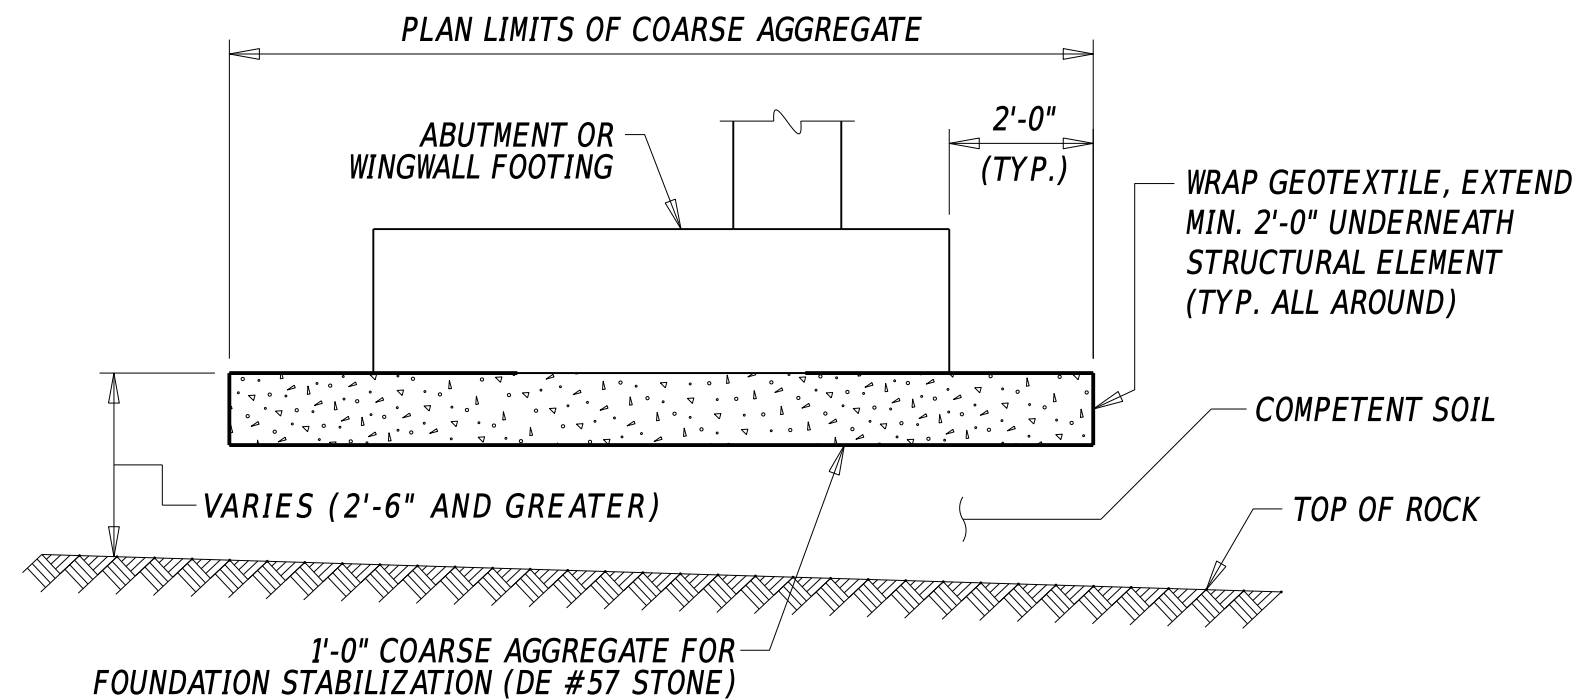 PLAN LIMITS OF COARSE AGGREGATE
ABUTMENT OR
WINGWALL FOOTING
2'-0"
(TYP.)
WRAP GEOTEXTILE, EXTEND
MIN. 2'-0" UNDERNEATH
STRUCTURAL ELEMENT
(TYP. ALL AROUND)
COMPETENT SOIL
VARIES (2'-6" AND GREATER)
TOP OF ROCK
1'-0" COARSE AGGREGATE FOR
FOUNDATION STABILIZATION (DE #57 STONE)